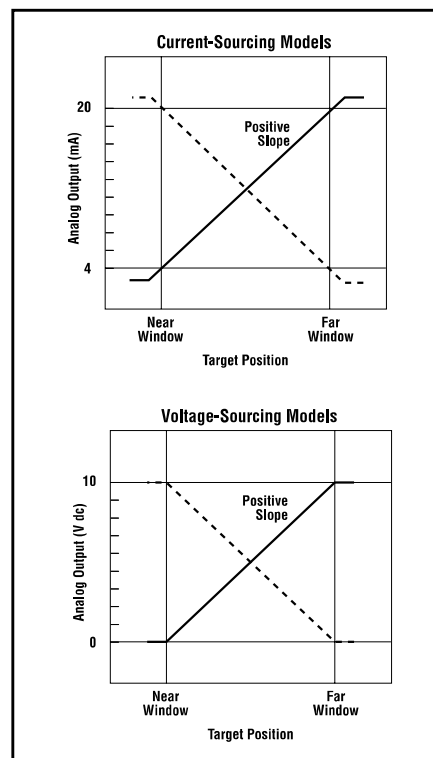 Current-Sourcing Models
20
4
Analog Output (mA)
Positive
Slope
Near
Window
Far
Window
Target Position
Voltage-Sourcing Models
10
0
Analog Output (V dc)
Positive
Slope
Near
Window
Far
Window
Target Position